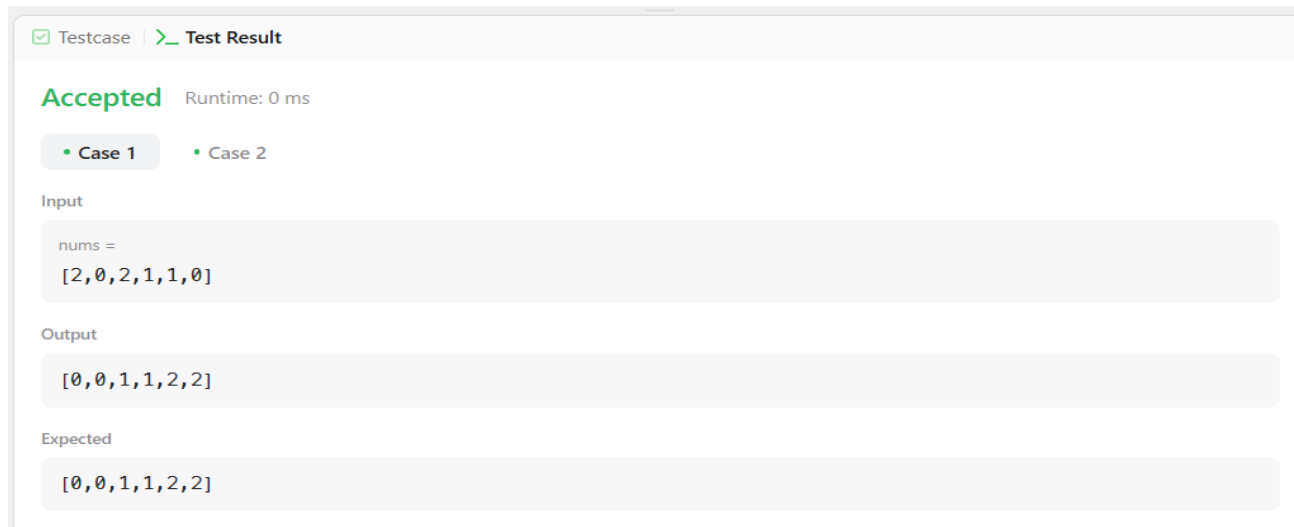 Testcase Test Result
Accepted Runtime: 0 ms
• Case 1 • Case 2
Input
nums =
[2,0,2,1,1,0]
Output
[0,0,1,1,2,2]
Expected
[0,0,1,1,2,2]